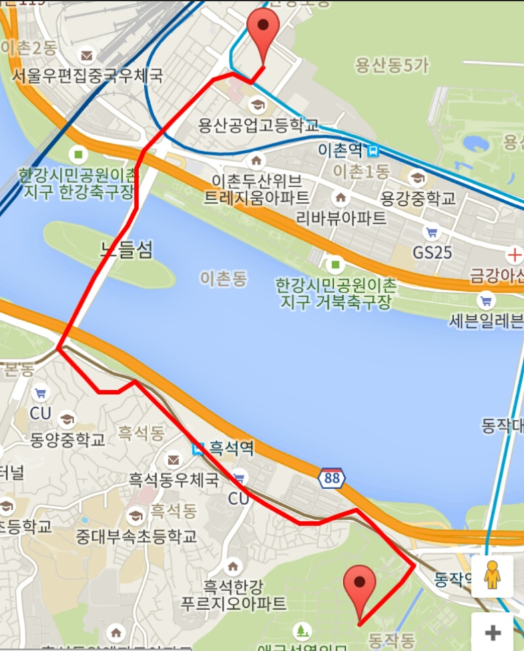 이촌2동
서울우편집중국우체국
용산동5가
용산공업고등학교
이촌역
이촌1동
한강시민공원이촌
지구 한강축구장
이촌두산위브
트레지움아파트
용강중학교
리바뷰아파트
GS25
노들섬
이촌동
한강시민공원이촌
지구 거북축구장
금강아산
세븐일레븐
본동
CU
동양중학교
흑석동
흑석역
동작대
터널
흑석동우체국
CU
88
초등학교
흑석동
중대부속초등학교
흑석한강
푸르지오아파트
동작역
동작동